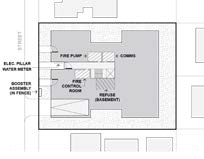 STREET
FIRE PUMP
COMMS
ELEC. PILLAR
WATER METER
BOOSTER
ASSEMBLY
(IN FENCE)
FIRE
CONTROL
ROOM
REFUSE
(BASEMENT)